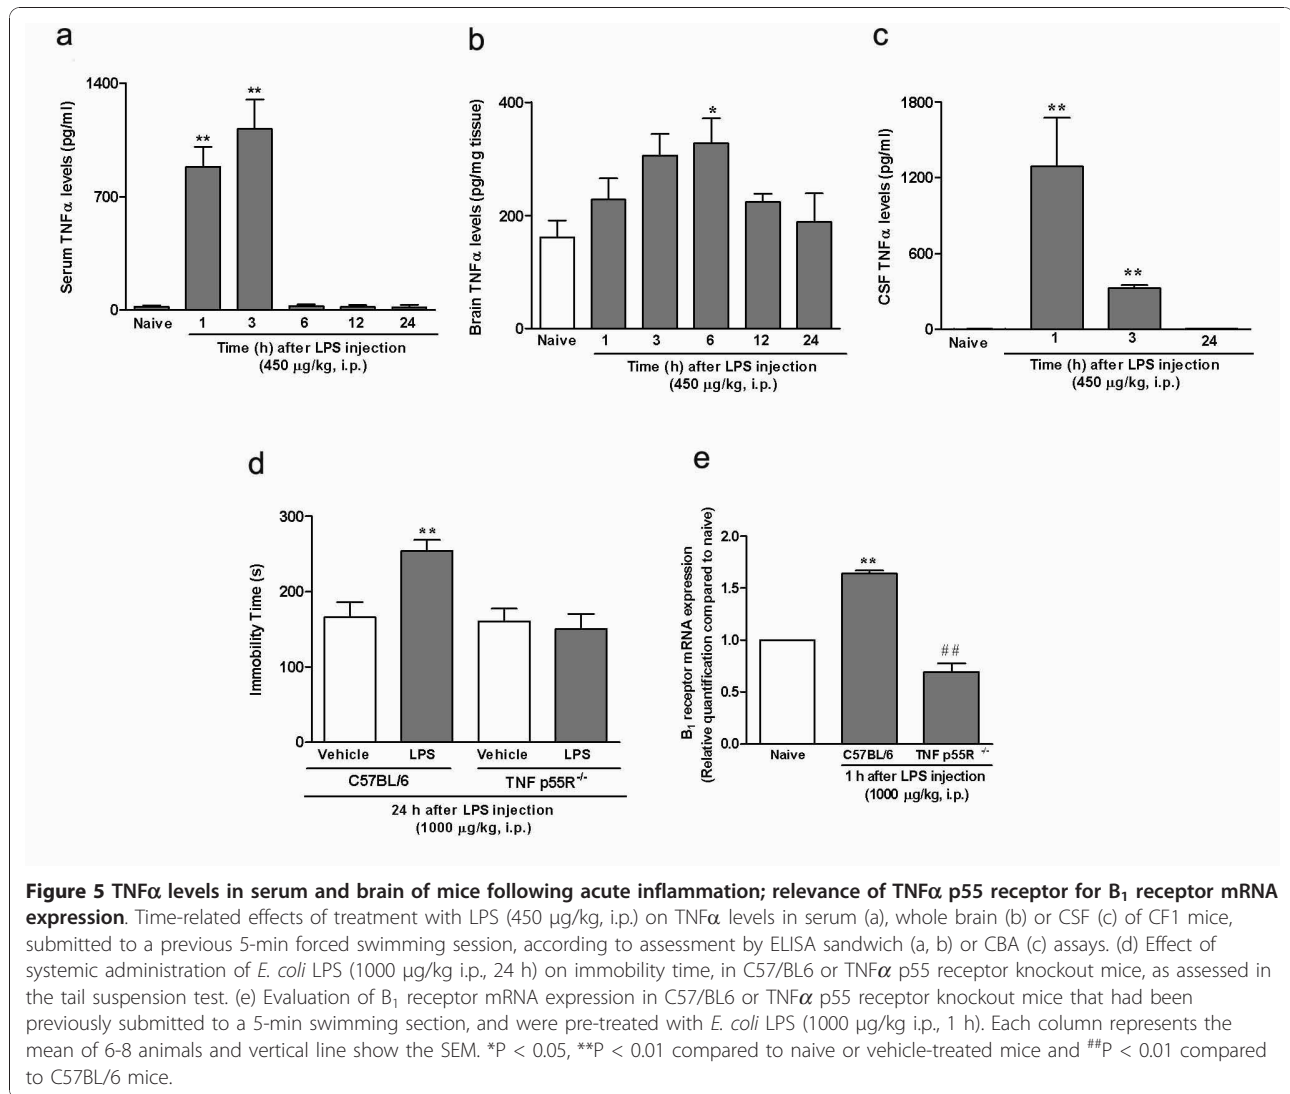 a
Serum TNFα levels (pg/ml)
1400
700
0
**
**
Naive 1 3 6 12 24
Time (h) after LPS injection
(450 µg/kg, i.p.)
b
Brain TNFα levels (pg/mg tissue)
400
200
0
*
Naive 1 3 6 12 24
Time (h) after LPS injection
(450 µg/kg, i.p.)
c
CSF TNFα levels (pg/ml)
1800
1200
600
0
**
**
Naive 1 3 24
Time (h) after LPS injection
(450 µg/kg, i.p.)
d
Immobility Time (s)
300
200
100
0
**
Vehicle LPS Vehicle LPS
C57BL/6 TNF p55R-/-
24 h after LPS injection
(1000 µg/kg, i.p.)
e
B1 receptor mRNA expression
(Relative quantification compared to naive)
2.0
1.5
1.0
0.5
0.0
**
##
Naive C57BL/6 TNF p55R -/-
1 h after LPS injection
(1000 µg/kg, i.p.)
Figure 5 TNFα levels in serum and brain of mice following acute inflammation; relevance of TNFα p55 receptor for B1 receptor mRNA
expression. Time-related effects of treatment with LPS (450 µg/kg, i.p.) on TNFα levels in serum (a), whole brain (b) or CSF (c) of CF1 mice,
submitted to a previous 5-min forced swimming session, according to assessment by ELISA sandwich (a, b) or CBA (c) assays. (d) Effect of
systemic administration of E. coli LPS (1000 µg/kg i.p., 24 h) on immobility time, in C57/BL6 or TNFα p55 receptor knockout mice, as assessed in
the tail suspension test. (e) Evaluation of B1 receptor mRNA expression in C57/BL6 or TNFα p55 receptor knockout mice that had been
previously submitted to a 5-min swimming section, and were pre-treated with E. coli LPS (1000 µg/kg i.p., 1 h). Each column represents the
mean of 6-8 animals and vertical line show the SEM. *P < 0.05, **P < 0.01 compared to naive or vehicle-treated mice and ##P < 0.01 compared
to C57BL/6 mice.